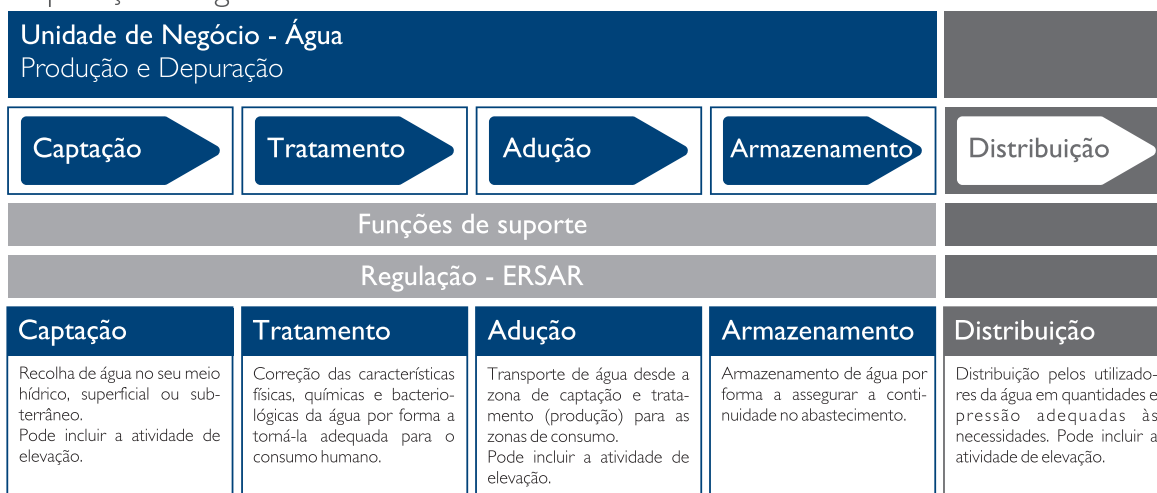 Unidade de Negócio - Água
Produção e Depuração
Captação
Tratamento
Adução
Armazenamento
Distribuição
Funções de suporte
Regulação - ERSAR
Captação
Recolha de água no seu meio
hídrico, superficial ou sub-
terrâneo.
Pode incluir a atividade de
elevação.
Tratamento
Correção das características
físicas, químicas e bacterio-
lógicas da água por forma a
torná-la adequada para o
consumo humano.
Adução
Transporte de água desde a
zona de captação e trata-
mento (produção) para as
zonas de consumo.
Pode incluir a atividade de
elevação.
Armazenamento
Armazenamento de água por
forma a assegurar a conti-
nuidade no abastecimento.
Distribuição
Distribuição pelos utilizado-
res da água em quantidades e
pressão adequadas às
necessidades. Pode incluir a
atividade de elevação.